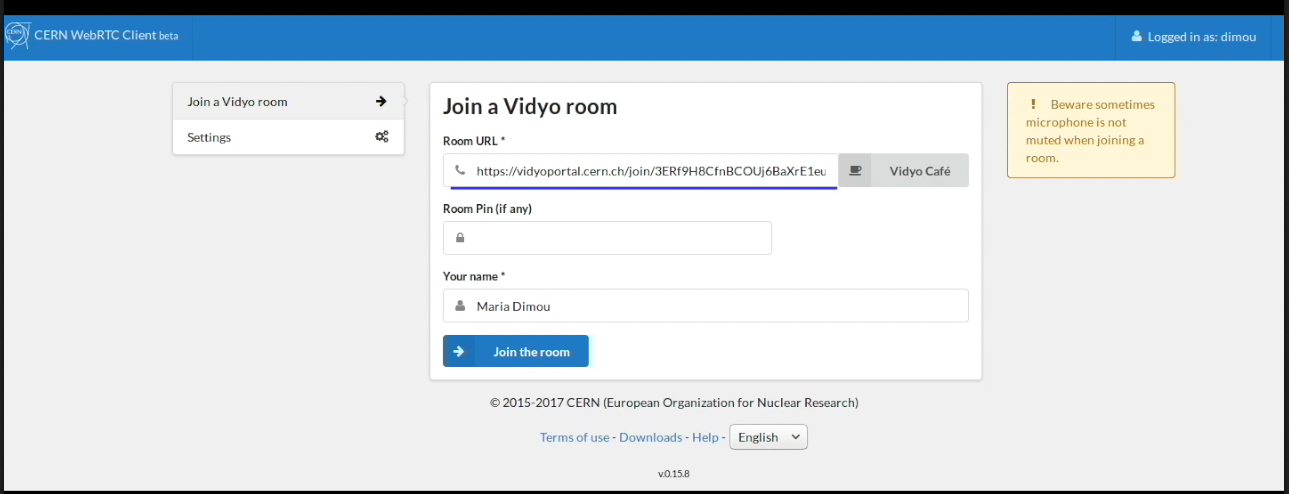 CERN WebRTC Client beta
Logged in as: dimou
Join a Vidyo room
Settings
Join a Vidyo room
Room URL *
https://vidyoportal.cern.ch/join/3ERf9H8CfnBCOUj6BaXrE1eu
Vidyo Café
Room Pin (if any)
Your name *
Maria Dimou
Join the room
! Beware sometimes
microphone is not
muted when joining a
room.
© 2015-2017 CERN (European Organization for Nuclear Research)
Terms of use - Downloads - Help - English
v.0.15.8